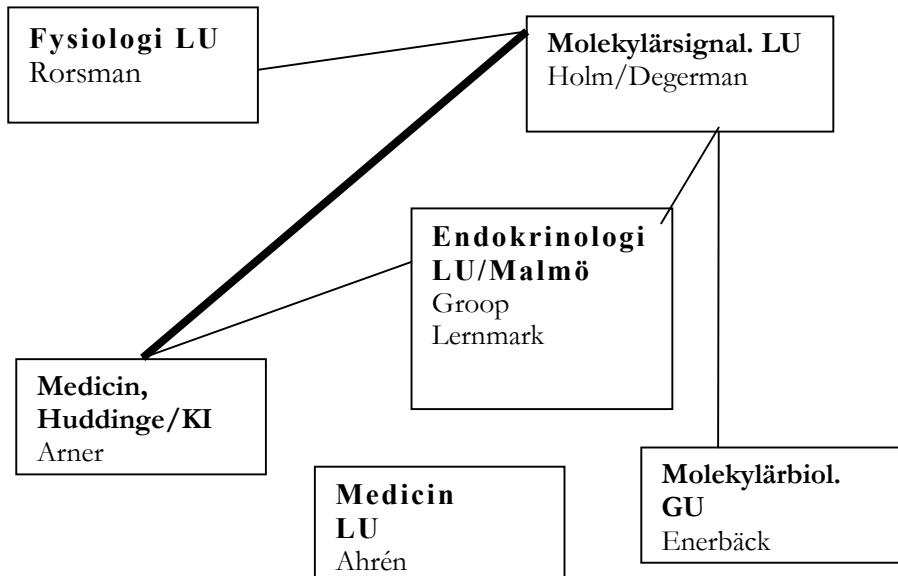 Fysiologi LU
Rorsman
Molekylärsignal. LU
Holm/Degerman
Endokrinologi
LU/Malmö
Groop
Lernmark
Medicin,
Huddinge/KI
Arner
Medicin
LU
Ahrén
Molekylärbiol.
GU
Enerbäck